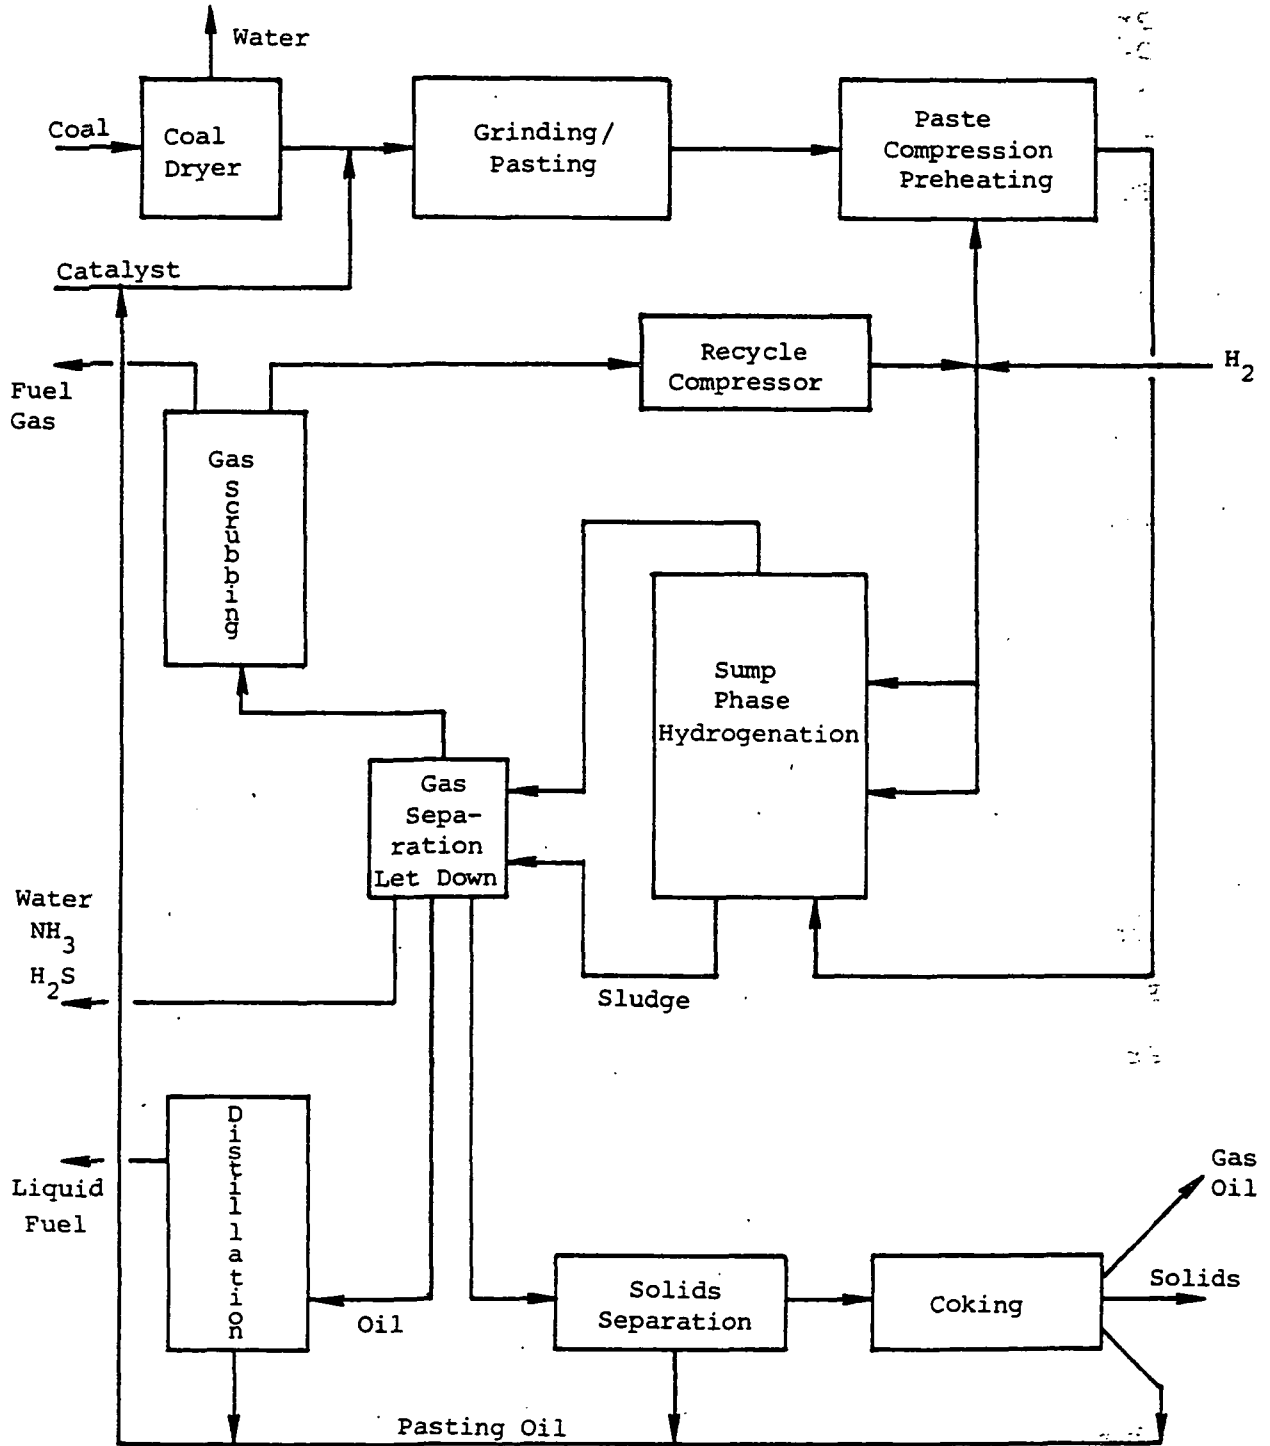 Water
Coal
Coal
Dryer
Grinding/
Pasting
Paste
Compression
Preheating
Catalyst
Recycle
Compressor
H2
Fuel
Gas
Gas
Scrubbing
Sump
Phase
Hydrogenation
Gas
Sepa-
ration
Let Down
Water
NH3
H2S
Sludge
Distillation
Liquid
Fuel
Oil
Solids
Separation
Coking
Gas
Oil
Solids
Pasting Oil